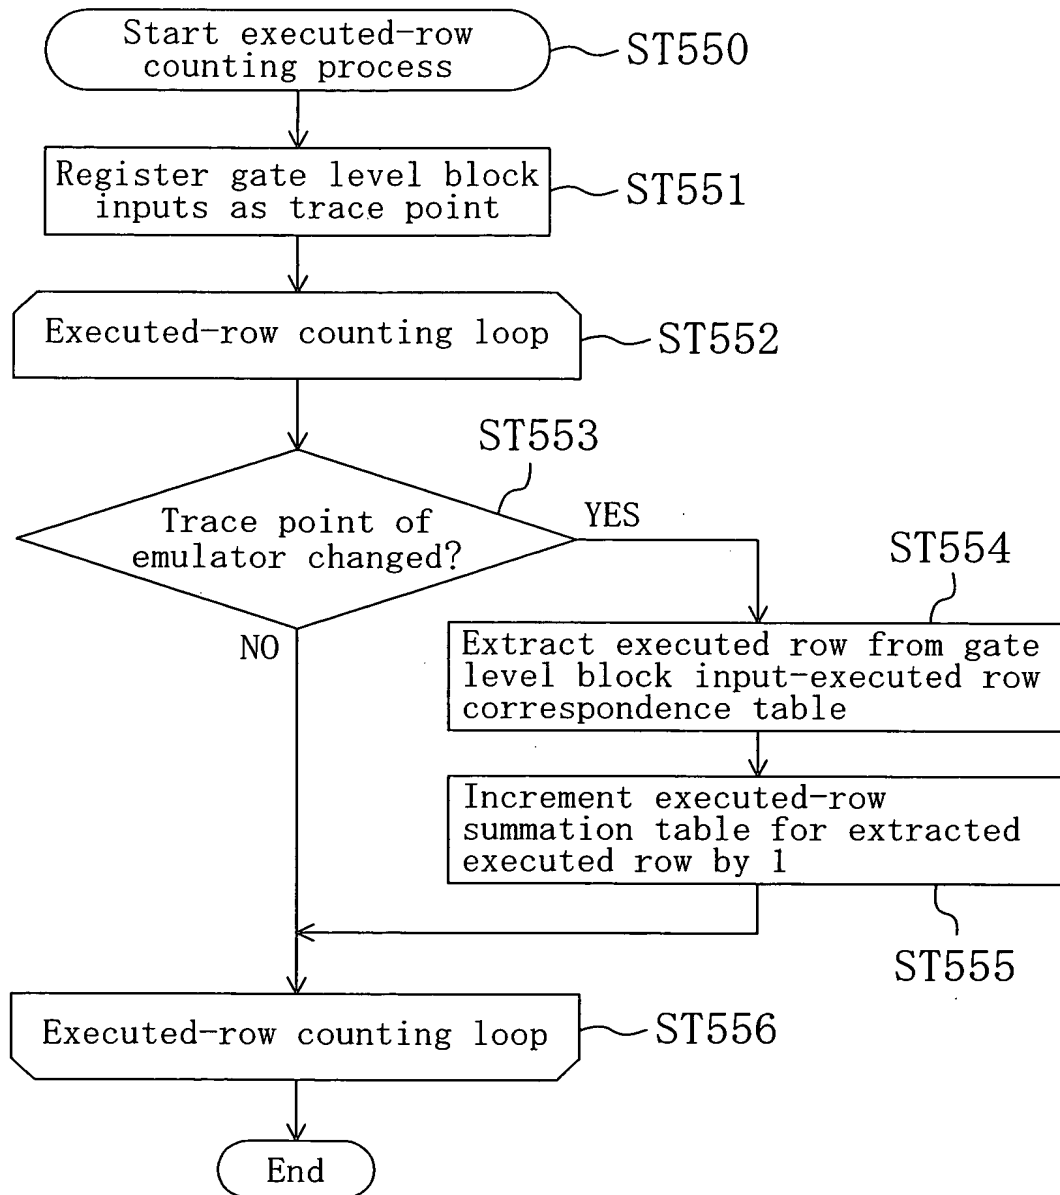 Start executed-row
counting process
ST550
Register gate level block
inputs as trace point
ST551
Executed-row counting loop
ST552
ST553
Trace point of
emulator changed?
YES
NO
ST554
Extract executed row from gate
level block input-executed row
correspondence table
Increment executed-row
summation table for extracted
executed row by 1
ST555
Executed-row counting loop
ST556
End